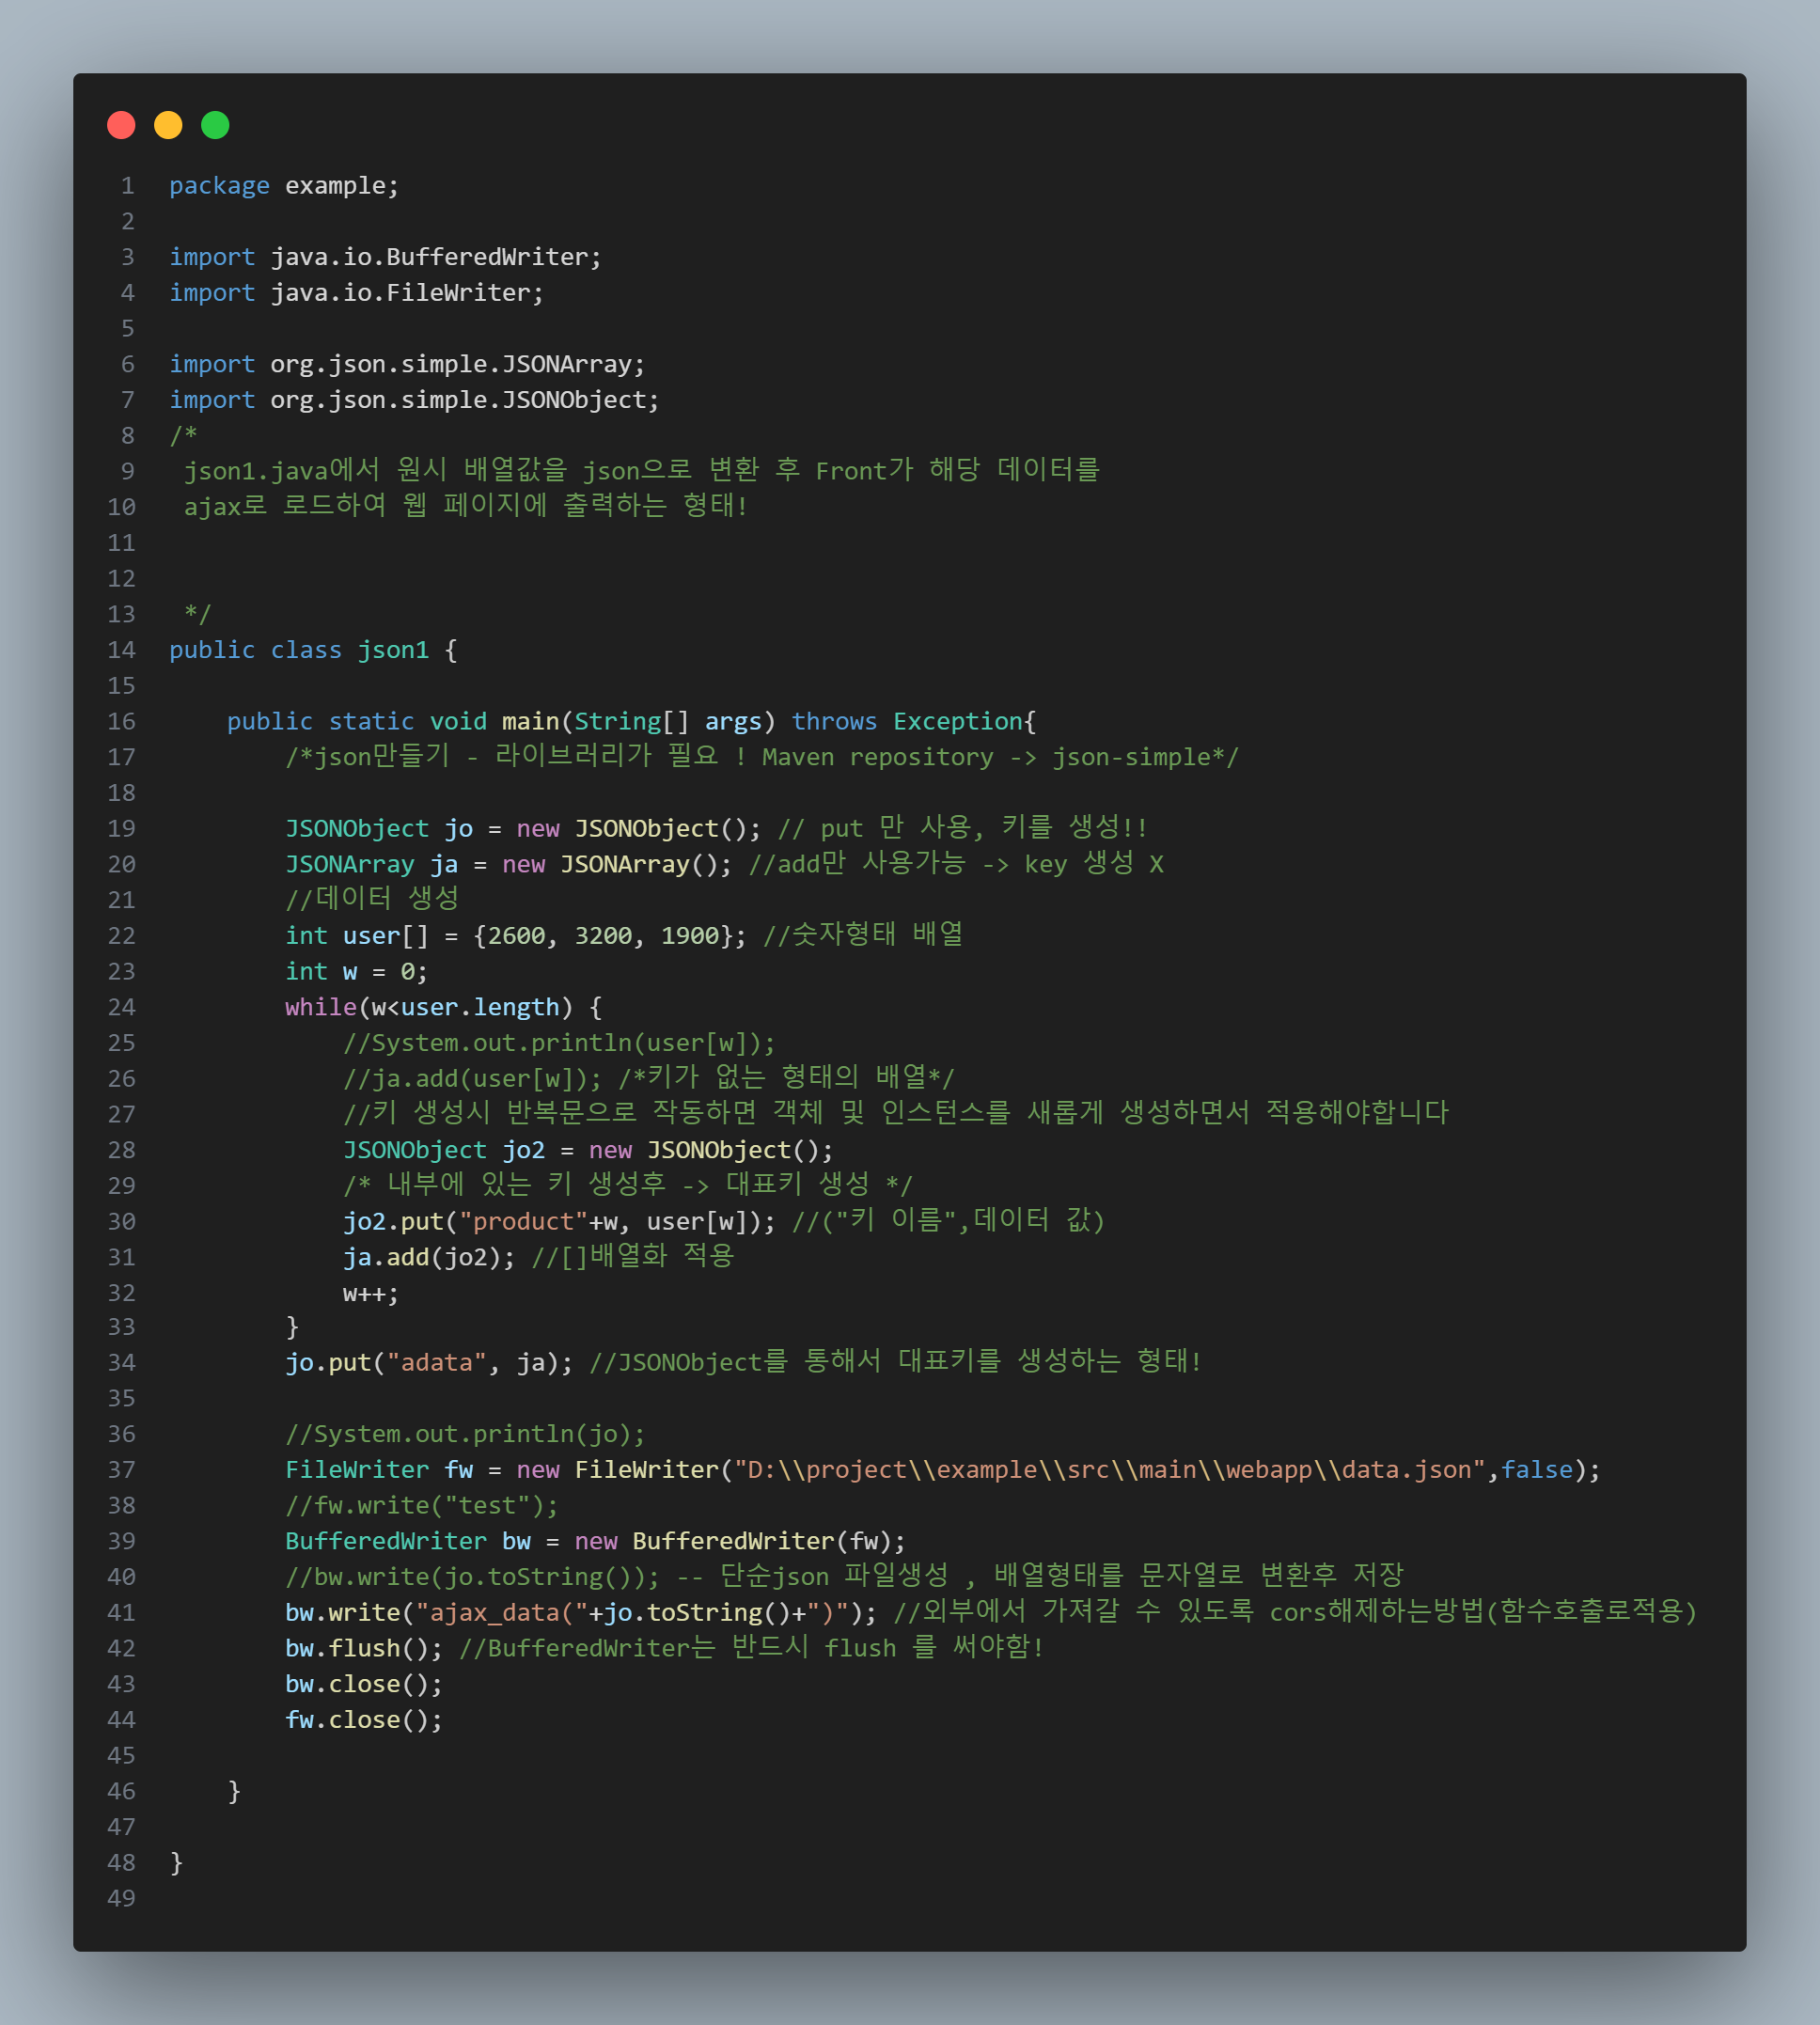 1 package example;
2
3 import java.io.BufferedWriter;
4 import java.io.FileWriter;
5
6 import org.json.simple.JSONArray;
7 import org.json.simple.JSONObject;
8 /*
9  json1.java에서 원시 배열값을 json으로 변환 후 Front가 해당 데이터를
10  ajax로 로드하여 웹 페이지에 출력하는 형태!
11
12
13  */
14 public class json1 {
15
16     public static void main(String[] args) throws Exception{
17         /*json만들기 - 라이브러리가 필요 ! Maven repository -> json-simple*/
18
19         JSONObject jo = new JSONObject(); // put 만 사용, 키를 생성!!
20         JSONArray ja = new JSONArray(); //add만 사용가능 -> key 생성 X
21         //데이터 생성
22         int user[] = {2600, 3200, 1900}; //숫자형태 배열
23         int w = 0;
24         while(w<user.length) {
25             //System.out.println(user[w]);
26             //ja.add(user[w]); /*키가 없는 형태의 배열*/
27             //키 생성시 반복문으로 작동하면 객체 및 인스턴스를 새롭게 생성하면서 적용해야합니다
28             JSONObject jo2 = new JSONObject();
29             /* 내부에 있는 키 생성후 -> 대표키 생성 */
30             jo2.put("product"+w, user[w]); //("키 이름",데이터 값)
31             ja.add(jo2); //[]배열화 적용
32             w++;
33         }
34         jo.put("adata", ja); //JSONObject를 통해서 대표키를 생성하는 형태!
35
36         //System.out.println(jo);
37         FileWriter fw = new FileWriter("D:\\project\\example\\src\\main\\webapp\\data.json",false);
38         //fw.write("test");
39         BufferedWriter bw = new BufferedWriter(fw);
40         //bw.write(jo.toString()); -- 단순json 파일생성 , 배열형태를 문자열로 변환후 저장
41         bw.write("ajax_data("+jo.toString()+")"); //외부에서 가져갈 수 있도록 cors해제하는방법(함수호출로적용)
42         bw.flush(); //BufferedWriter는 반드시 flush 를 써야함!
43         bw.close();
44         fw.close();
45
46     }
47
48 }
49